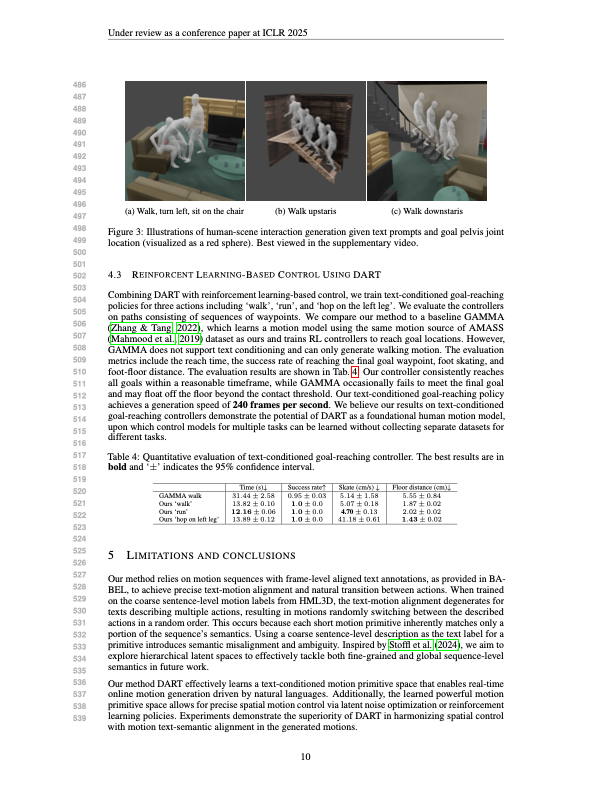 Under review as a conference paper at ICLR 2025
486
487
488
489
490
491
492
493
494
495
496
497
(a) Walk, turn left, sit on the chair
(b) Walk upstaris
(c) Walk downstaris
498 Figure 3: Illustrations of human-scene interaction generation given text prompts and goal pelvis joint
499 location (visualized as a red sphere). Best viewed in the supplementary video.
500
501
502 4.3 REINFORCENT LEARNING-BASED CONTROL USING DART
503
504 Combining DART with reinforcement learning-based control, we train text-conditioned goal-reaching
505 policies for three actions including ‘walk’, ‘run’, and ‘hop on the left leg’. We evaluate the controllers
on paths consisting of sequences of waypoints. We compare our method to a baseline GAMMA
506 (Zhang & Tang, 2022), which learns a motion model using the same motion source of AMASS
507 (Mahmood et al., 2019) dataset as ours and trains RL controllers to reach goal locations. However,
508 GAMMA does not support text conditioning and can only generate walking motion. The evaluation
509 metrics include the reach time, the success rate of reaching the final goal waypoint, foot skating, and
510 foot-floor distance. The evaluation results are shown in Tab. 4. Our controller consistently reaches
511 all goals within a reasonable timeframe, while GAMMA occasionally fails to meet the final goal
512 and may float off the floor beyond the contact threshold. Our text-conditioned goal-reaching policy
513 achieves a generation speed of 240 frames per second. We believe our results on text-conditioned
514 goal-reaching controllers demonstrate the potential of DART as a foundational human motion model,
515 upon which control models for multiple tasks can be learned without collecting separate datasets for
516 different tasks.
517 Table 4: Quantitative evaluation of text-conditioned goal-reaching controller. The best results are in
518 bold and ‘±’ indicates the 95% confidence interval.
519
520 Time (s)↓ Success rate↑ Skate (cm/s) ↓ Floor distance (cm)↓
GAMMA walk 31.44 ± 2.58 0.95 ± 0.03 5.14 ± 1.58 5.55 ± 0.84
521 Ours ‘walk’ 13.82 ± 0.10 1.0 ± 0.0 5.07 ± 0.18 1.87 ± 0.02
522 Ours ‘run’ 12.16 ± 0.06 1.0 ± 0.0 4.70 ± 0.13 2.02 ± 0.02
523 Ours ‘hop on left leg’ 13.89 ± 0.12 1.0 ± 0.0 41.18 ± 0.61 1.43 ± 0.02
524
525
5 LIMITATIONS AND CONCLUSIONS
526
527
528 Our method relies on motion sequences with frame-level aligned text annotations, as provided in BA-
529 BEL, to achieve precise text-motion alignment and natural transition between actions. When trained
on the coarse sentence-level motion labels from HML3D, the text-motion alignment degenerates for
530 texts describing multiple actions, resulting in motions randomly switching between the described
531 actions in a random order. This occurs because each short motion primitive inherently matches only a
532 portion of the sequence’s semantics. Using a coarse sentence-level description as the text label for a
533 primitive introduces semantic misalignment and ambiguity. Inspired by Stoffl et al. (2024), we aim to
534 explore hierarchical latent spaces to effectively tackle both fine-grained and global sequence-level
535 semantics in future work.
536 Our method DART effectively learns a text-conditioned motion primitive space that enables real-time
537 online motion generation driven by natural languages. Additionally, the learned powerful motion
538 primitive space allows for precise spatial motion control via latent noise optimization or reinforcement
539 learning policies. Experiments demonstrate the superiority of DART in harmonizing spatial control
with motion text-semantic alignment in the generated motions.
10